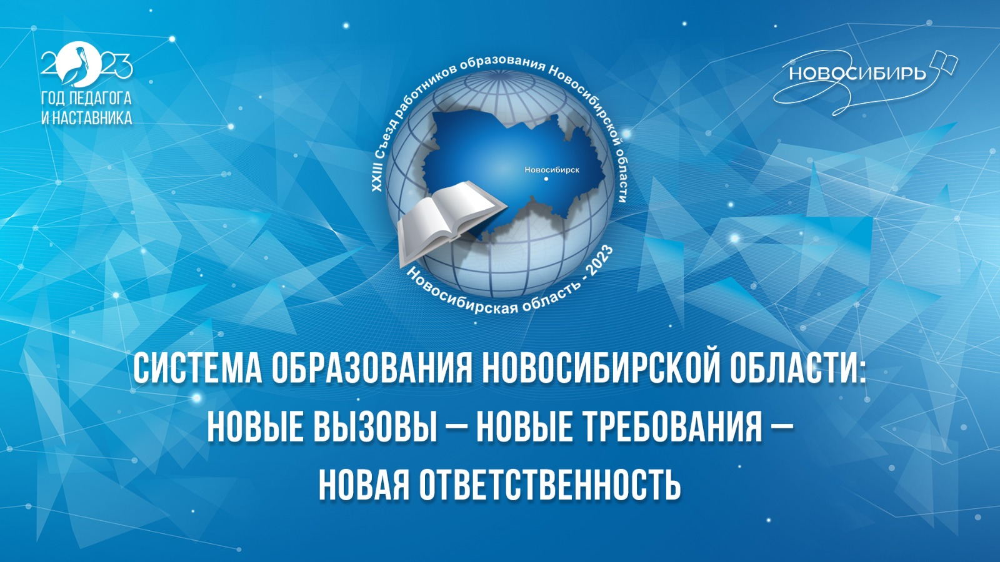 2023
ГОД ПЕДАГОГА
И НАСТАВНИКА
XXIII Съезд работников образования Новосибирской области
НОВОСИБИРЬ
Новосибирск
Новосибирская область - 2023
СИСТЕМА ОБРАЗОВАНИЯ НОВОСИБИРСКОЙ ОБЛАСТИ:
НОВЫЕ ВЫЗОВЫ – НОВЫЕ ТРЕБОВАНИЯ –
НОВАЯ ОТВЕТСТВЕННОСТЬ